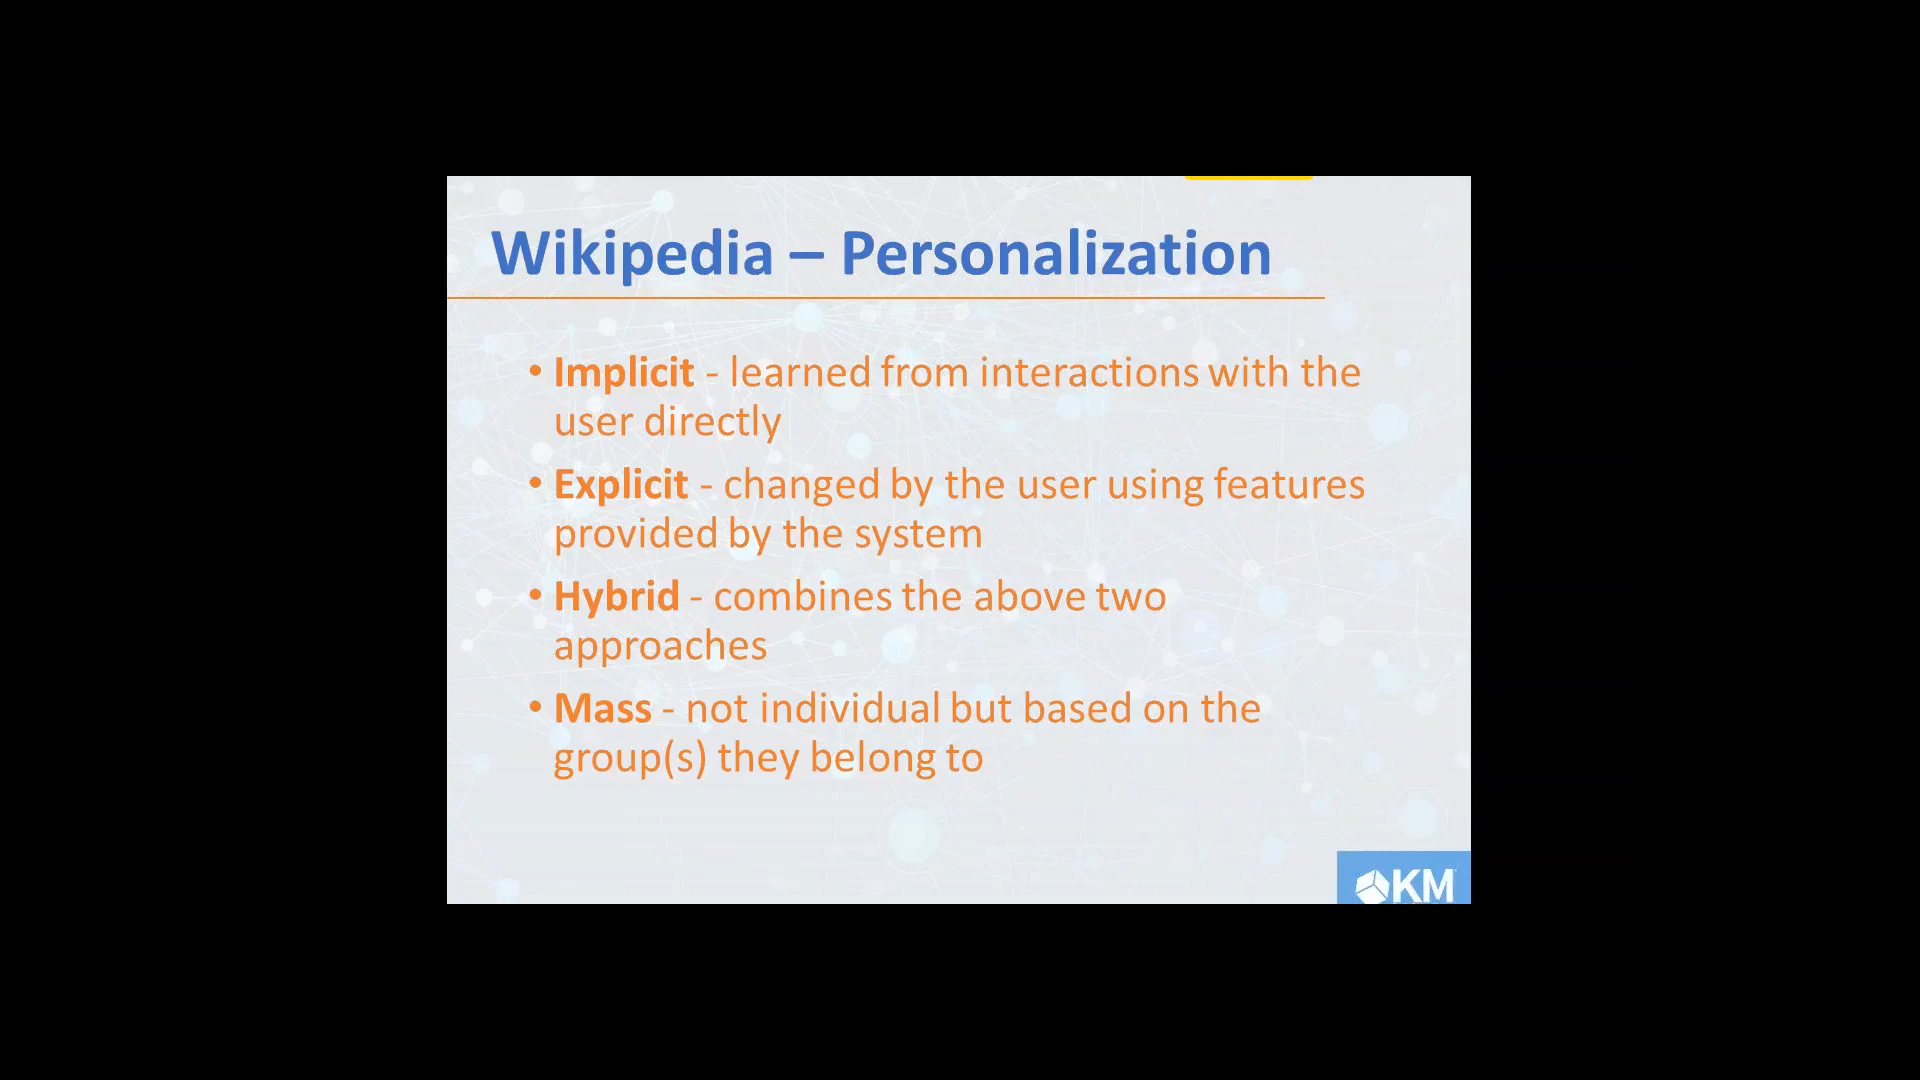 Wikipedia – Personalization
• Implicit - learned from interactions with the
user directly
• Explicit - changed by the user using features
provided by the system
• Hybrid - combines the above two
approaches
• Mass - not individual but based on the
group(s) they belong to
KM